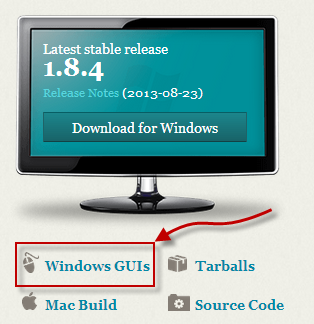 Latest stable release
1.8.4
Release Notes (2013-08-23)
Download for Windows
Windows GUIs
Tarballs
Mac Build
Source Code